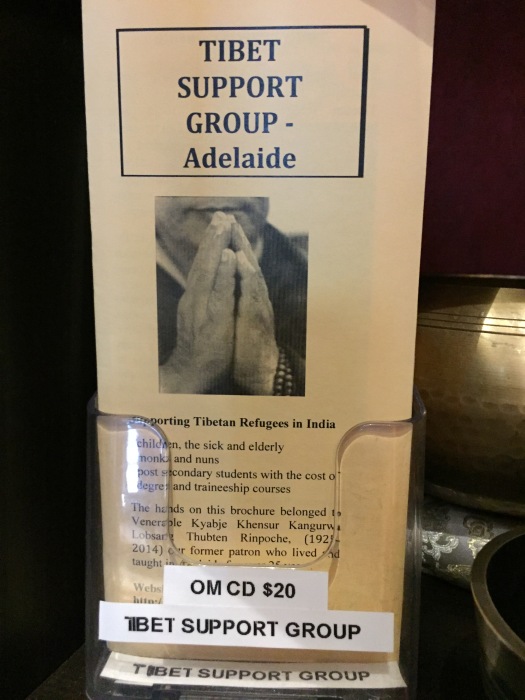 TIBET
SUPPORT
GROUP -
Adelaide
Supporting Tibetan Refugees in India
children, the sick and elderly
monks and nuns
post secondary students with the cost of
degree and traineeship courses
The hands on this brochure belonged to
Venerable Kyabje Khensur Kangurwa
Lobsang Thubten Rinpoche, (1921-
2014) our former patron who lived and
taught in
OM CD $20
TIBET SUPPORT GROUP
TIBET SUPPORT GROUP